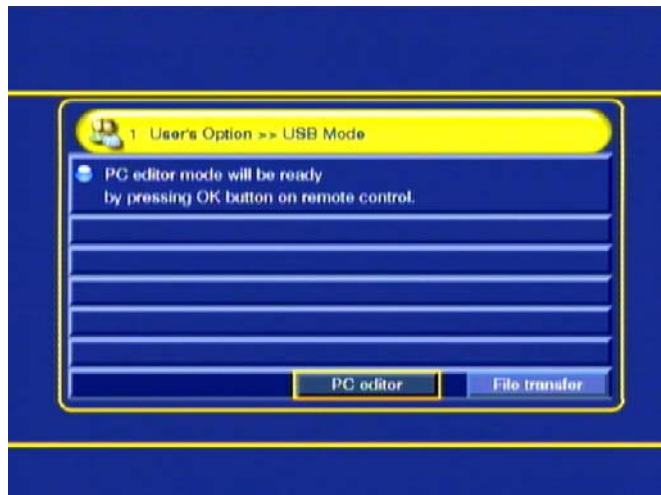 1 User's Option >> USB Mode
PC editor mode will be ready
by pressing OK button on remote control.
PC editor File transfer